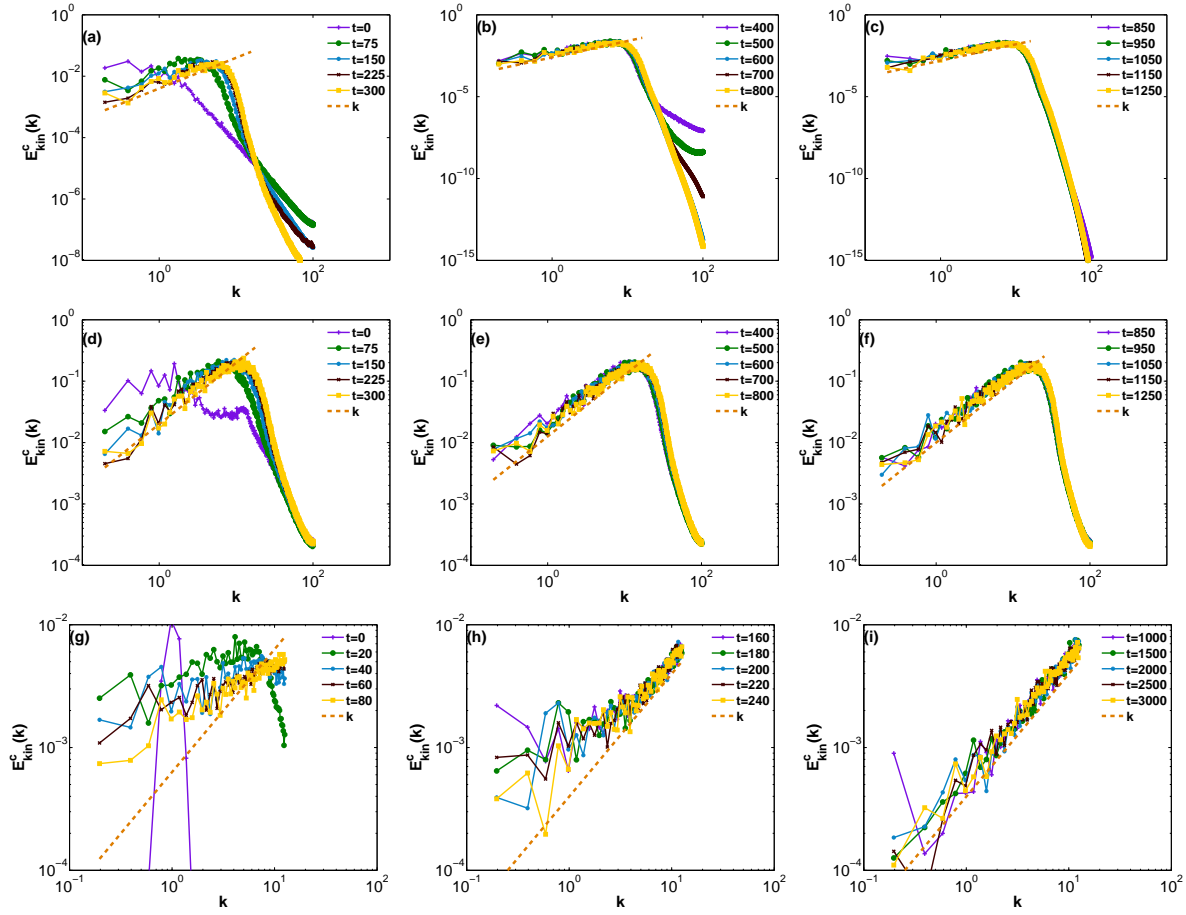 (a)
10^0
10^-2
10^-4
10^-6
10^-8
E^c_kin(k)
10^0
10^2
k
t=0
t=75
t=150
t=225
t=300
k
(b)
10^0
10^-5
10^-10
10^-15
E^c_kin(k)
10^0
10^2
k
t=400
t=500
t=600
t=700
t=800
k
(c)
10^0
10^-5
10^-10
10^-15
E^c_kin(k)
10^0
10^2
k
t=850
t=950
t=1050
t=1150
t=1250
k
(d)
10^0
10^-1
10^-2
10^-3
10^-4
E^c_kin(k)
10^0
10^2
k
t=0
t=75
t=150
t=225
t=300
k
(e)
10^0
10^-1
10^-2
10^-3
10^-4
E^c_kin(k)
10^0
10^2
k
t=400
t=500
t=600
t=700
t=800
k
(f)
10^0
10^-1
10^-2
10^-3
10^-4
E^c_kin(k)
10^0
10^2
k
t=850
t=950
t=1050
t=1150
t=1250
k
(g)
10^-2
10^-3
10^-4
E^c_kin(k)
10^-1
10^0
10^1
10^2
k
t=0
t=20
t=40
t=60
t=80
k
(h)
10^-2
10^-3
10^-4
E^c_kin(k)
10^-1
10^0
10^1
10^2
k
t=160
t=180
t=200
t=220
t=240
k
(i)
10^-2
10^-3
10^-4
E^c_kin(k)
10^-1
10^0
10^1
10^2
k
t=1000
t=1500
t=2000
t=2500
t=3000
k